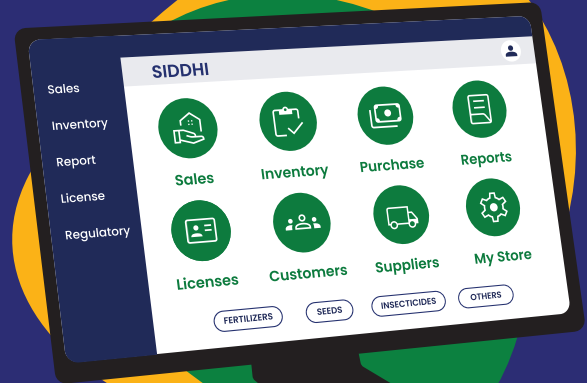 SIDDHI
Sales
Inventory
Report
License
Regulatory
Sales
Inventory
Purchase
Reports
Licenses
Customers
Suppliers
My Store
FERTILIZERS
SEEDS
INSECTICIDES
OTHERS